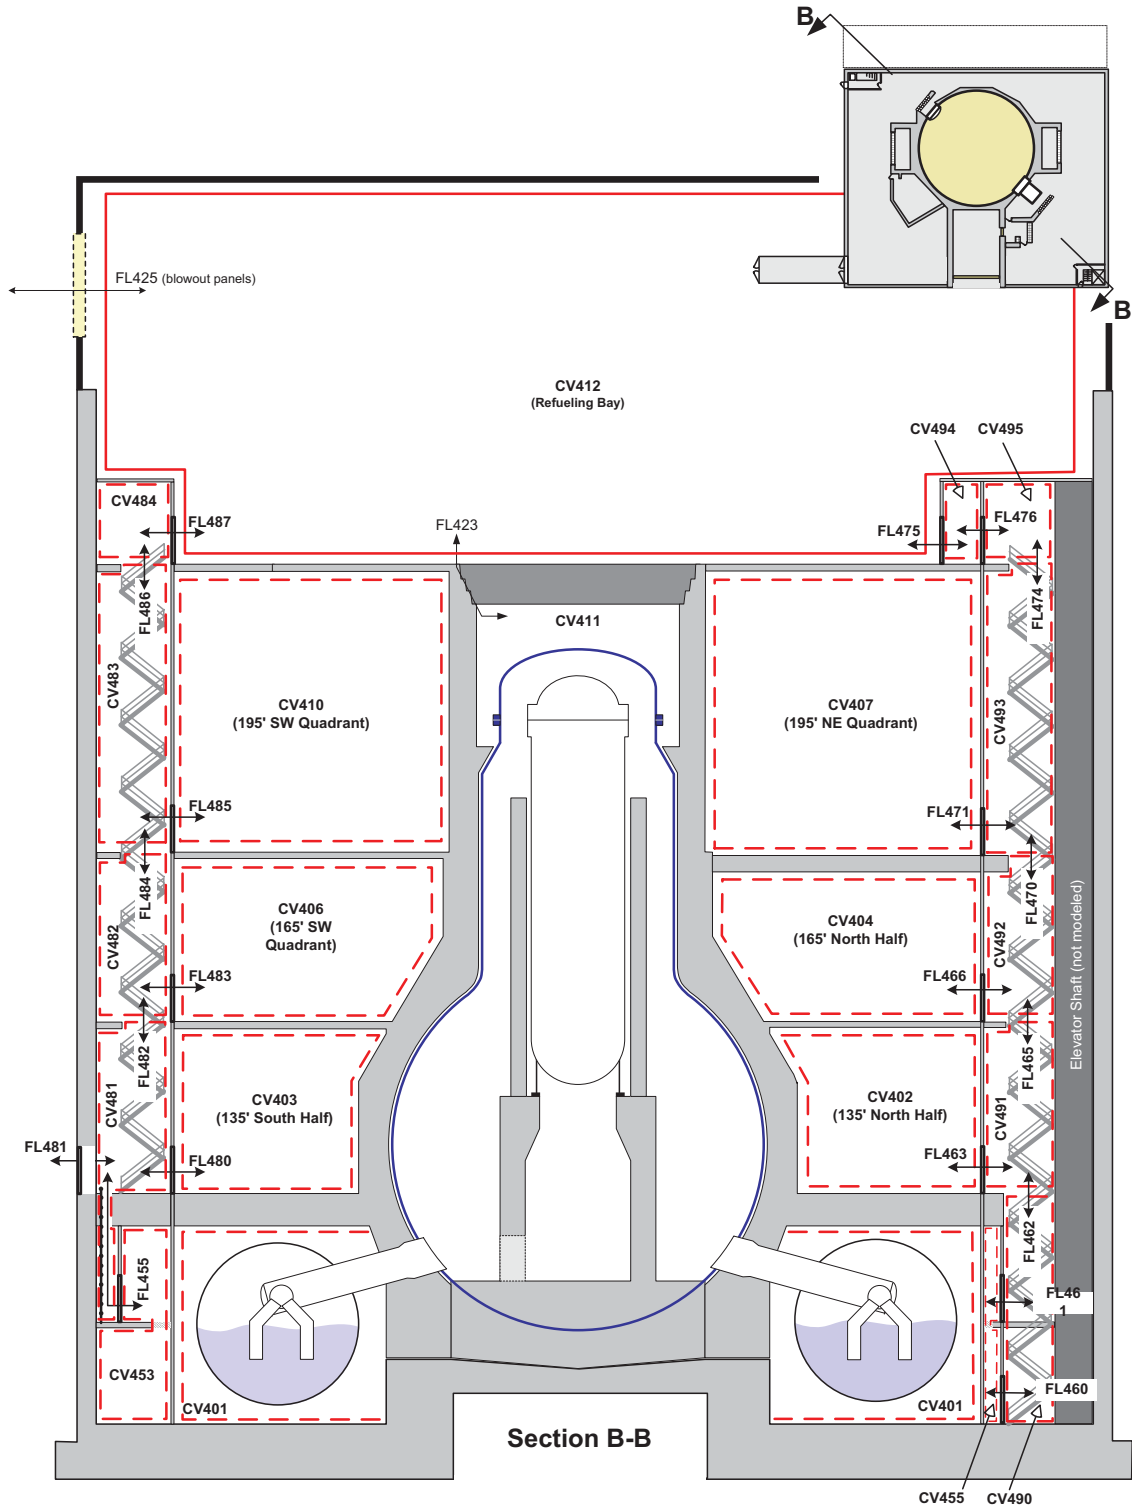 B
B
FL425 (blowout panels)
CV412
(Refueling Bay)
CV494
CV495
CV484
FL487
FL423
FL475
FL476
FL486
FL474
CV411
CV483
CV410
(195' SW Quadrant)
CV407
(195' NE Quadrant)
CV493
FL485
FL471
FL484
FL470
CV482
CV406
(165' SW
Quadrant)
CV404
(165' North Half)
CV492
Elevator Shaft (not modeled)
FL483
FL466
FL482
FL465
CV481
CV403
(135' South Half)
CV402
(135' North Half)
CV491
FL481
FL480
FL463
FL462
FL455
FL46
1
CV453
CV401
CV401
FL460
Section B-B
CV455
CV490